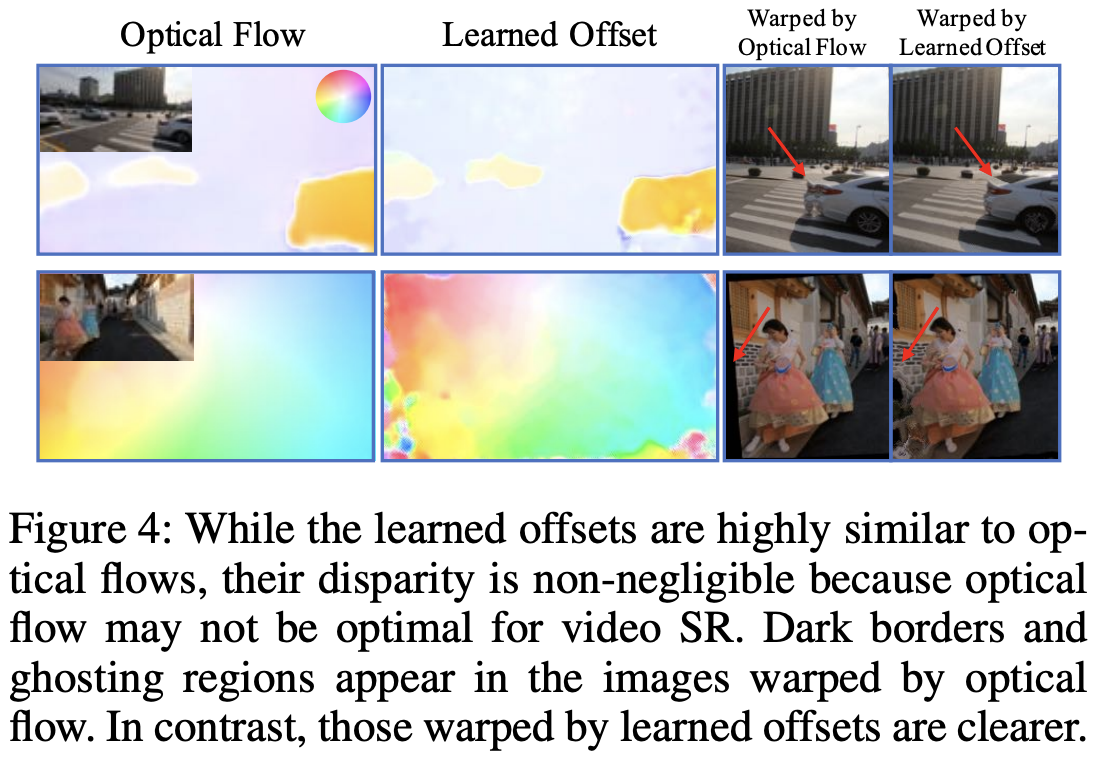 Optical Flow
Learned Offset
Warped by
Optical Flow
Warped by
Learned Offset
Figure 4: While the learned offsets are highly similar to op-
tical flows, their disparity is non-negligible because optical
flow may not be optimal for video SR. Dark borders and
ghosting regions appear in the images warped by optical
flow. In contrast, those warped by learned offsets are clearer.